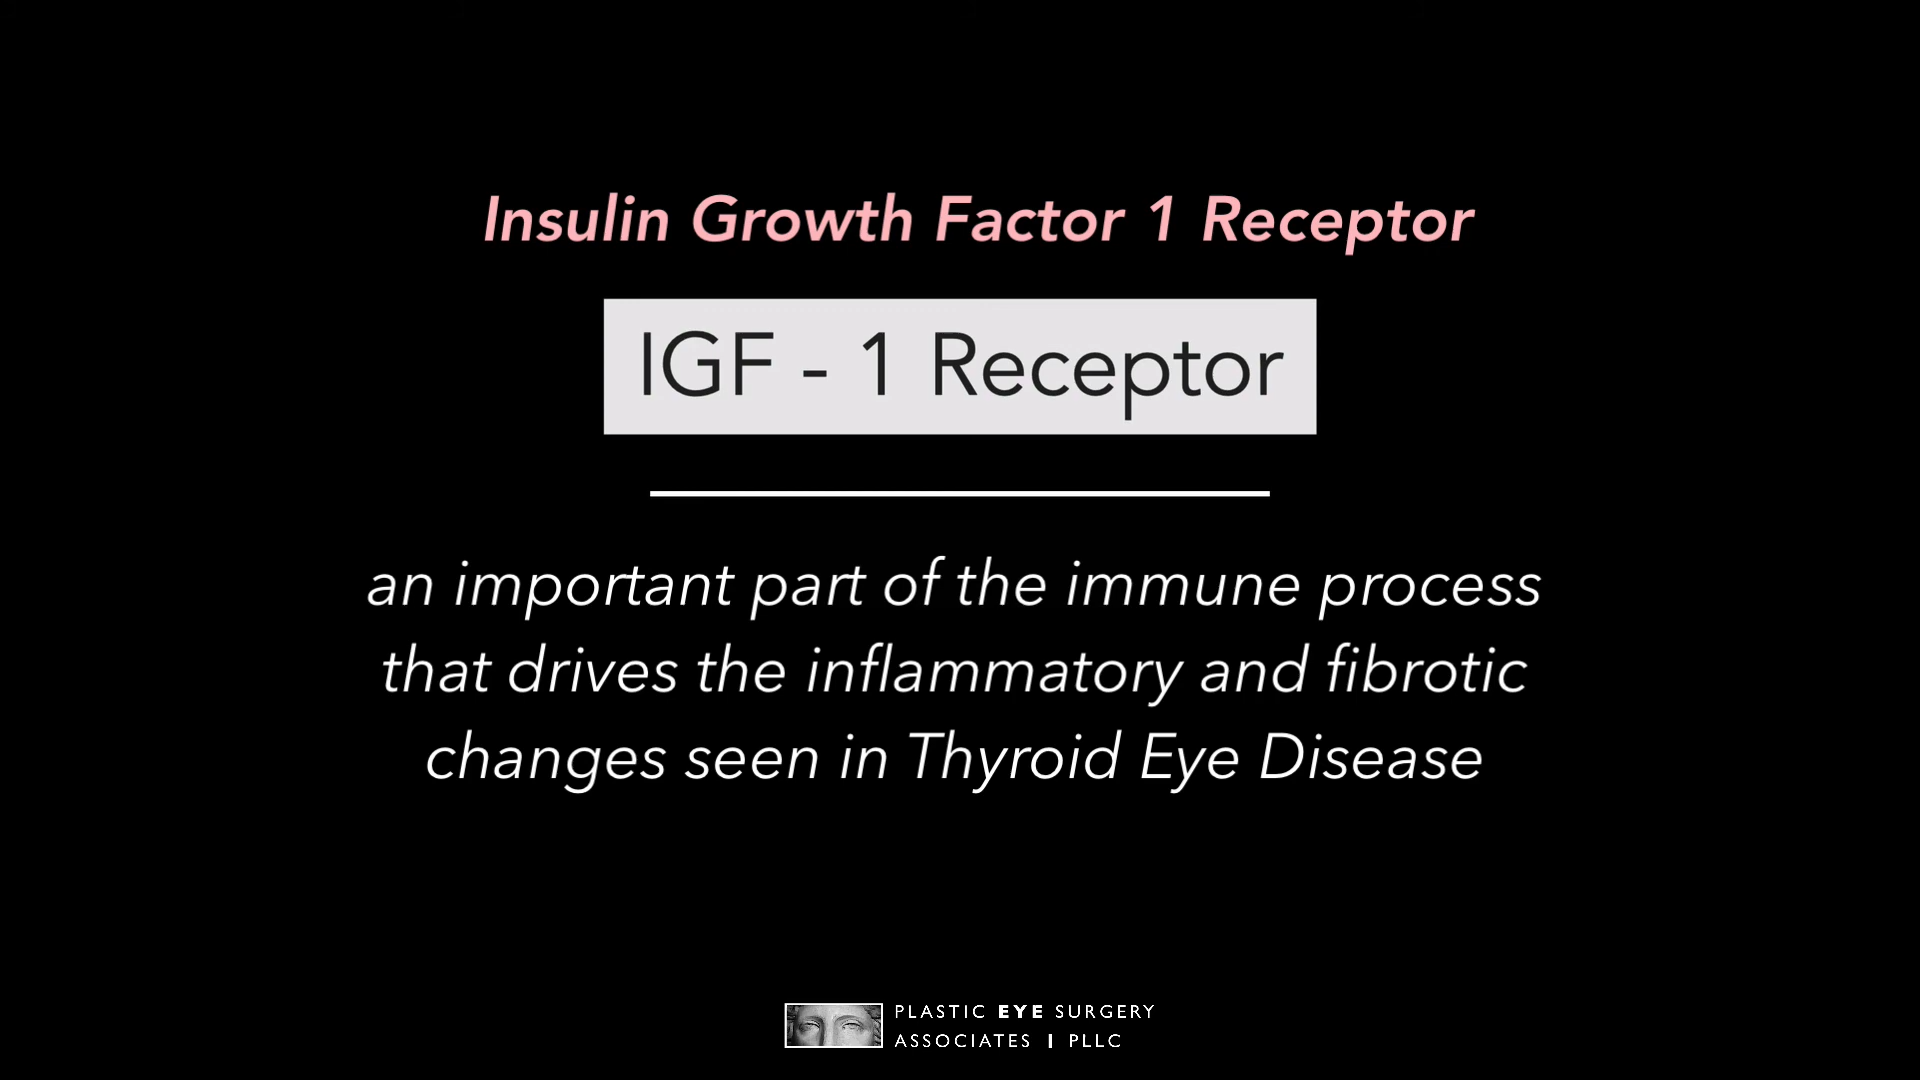 Insulin Growth Factor 1 Receptor
IGF - 1 Receptor
an important part of the immune process
that drives the inflammatory and fibrotic
changes seen in Thyroid Eye Disease
PLASTIC EYE SURGERY
ASSOCIATES | PLLC